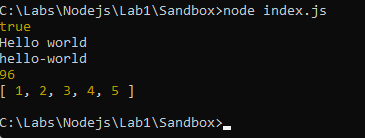 C:\Labs\Nodejs\Lab1\Sandbox>node index.js
true
Hello world
hello-world
96
[ 1, 2, 3, 4, 5 ]
C:\Labs\Nodejs\Lab1\Sandbox>